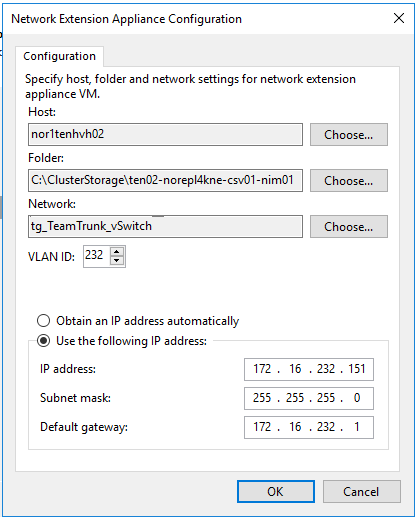 Network Extension Appliance Configuration
Configuration
Specify host, folder and network settings for network extension
appliance VM.
Host:
nor1tenhvh02
Choose...
Folder:
C:\ClusterStorage\ten02-norepl4kne-csv01-nim01
Choose...
Network:
tg_TeamTrunk_vSwitch
Choose...
VLAN ID: 232
Obtain an IP address automatically
Use the following IP address:
IP address: 172 . 16 . 232 . 151
Subnet mask: 255 . 255 . 255 . 0
Default gateway: 172 . 16 . 232 . 1
OK Cancel